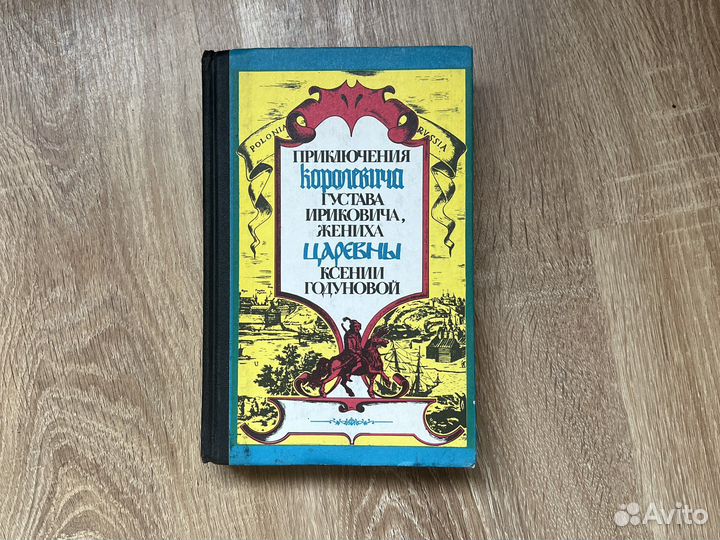 POLONIA
RUSSIA
ПРИКЛЮЧЕНИЯ
КОРОЛЕВИЧА
ГУСТАВА
ИРИКОВИЧА,
ЖЕНИХА
ЦАРЕВНЫ
КСЕНИИ
ГОДУНОВОЙ
Avito